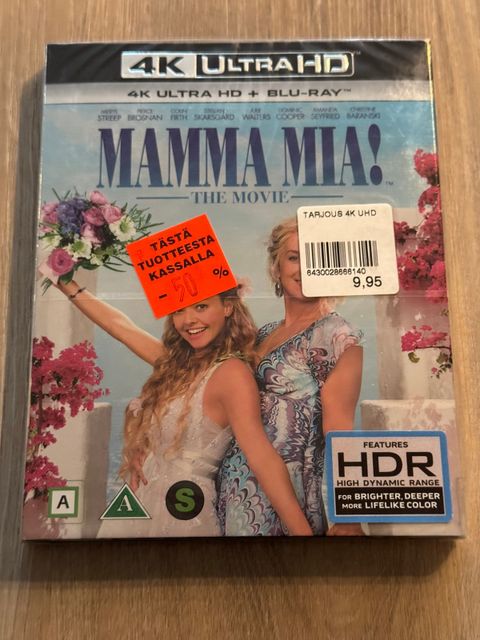 4K ULTRA HD
4K ULTRA HD + BLU-RAY™
MERYL STREEP PIERCE BROSNAN COLIN FIRTH STELLAN SKARSGARD JULIE WALTERS DOMINIC COOPER AMANDA SEYFRIED CHRISTINE BARANSKI
MAMMA MIA!™
THE MOVIE
TARJOUS 4K UHD
6430028666140
9,95
TÄSTÄ
TUOTTEESTA
KASSALLA
- 50 %
FEATURES
HDR
HIGH DYNAMIC RANGE
FOR BRIGHTER, DEEPER
MORE LIFELIKE COLOR
A
A
S